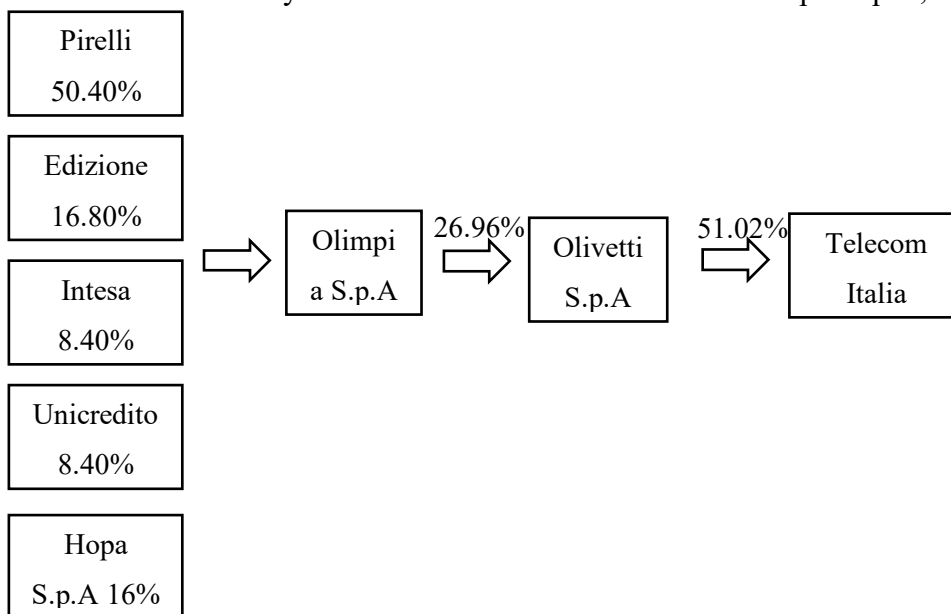 Pirelli
50.40%
Edizione
16.80%
Intesa
8.40%
Unicredito
8.40%
Hopa
S.p.A 16%
Olimpi
a S.p.A
26.96%
Olivetti
S.p.A
51.02%
Telecom
Italia